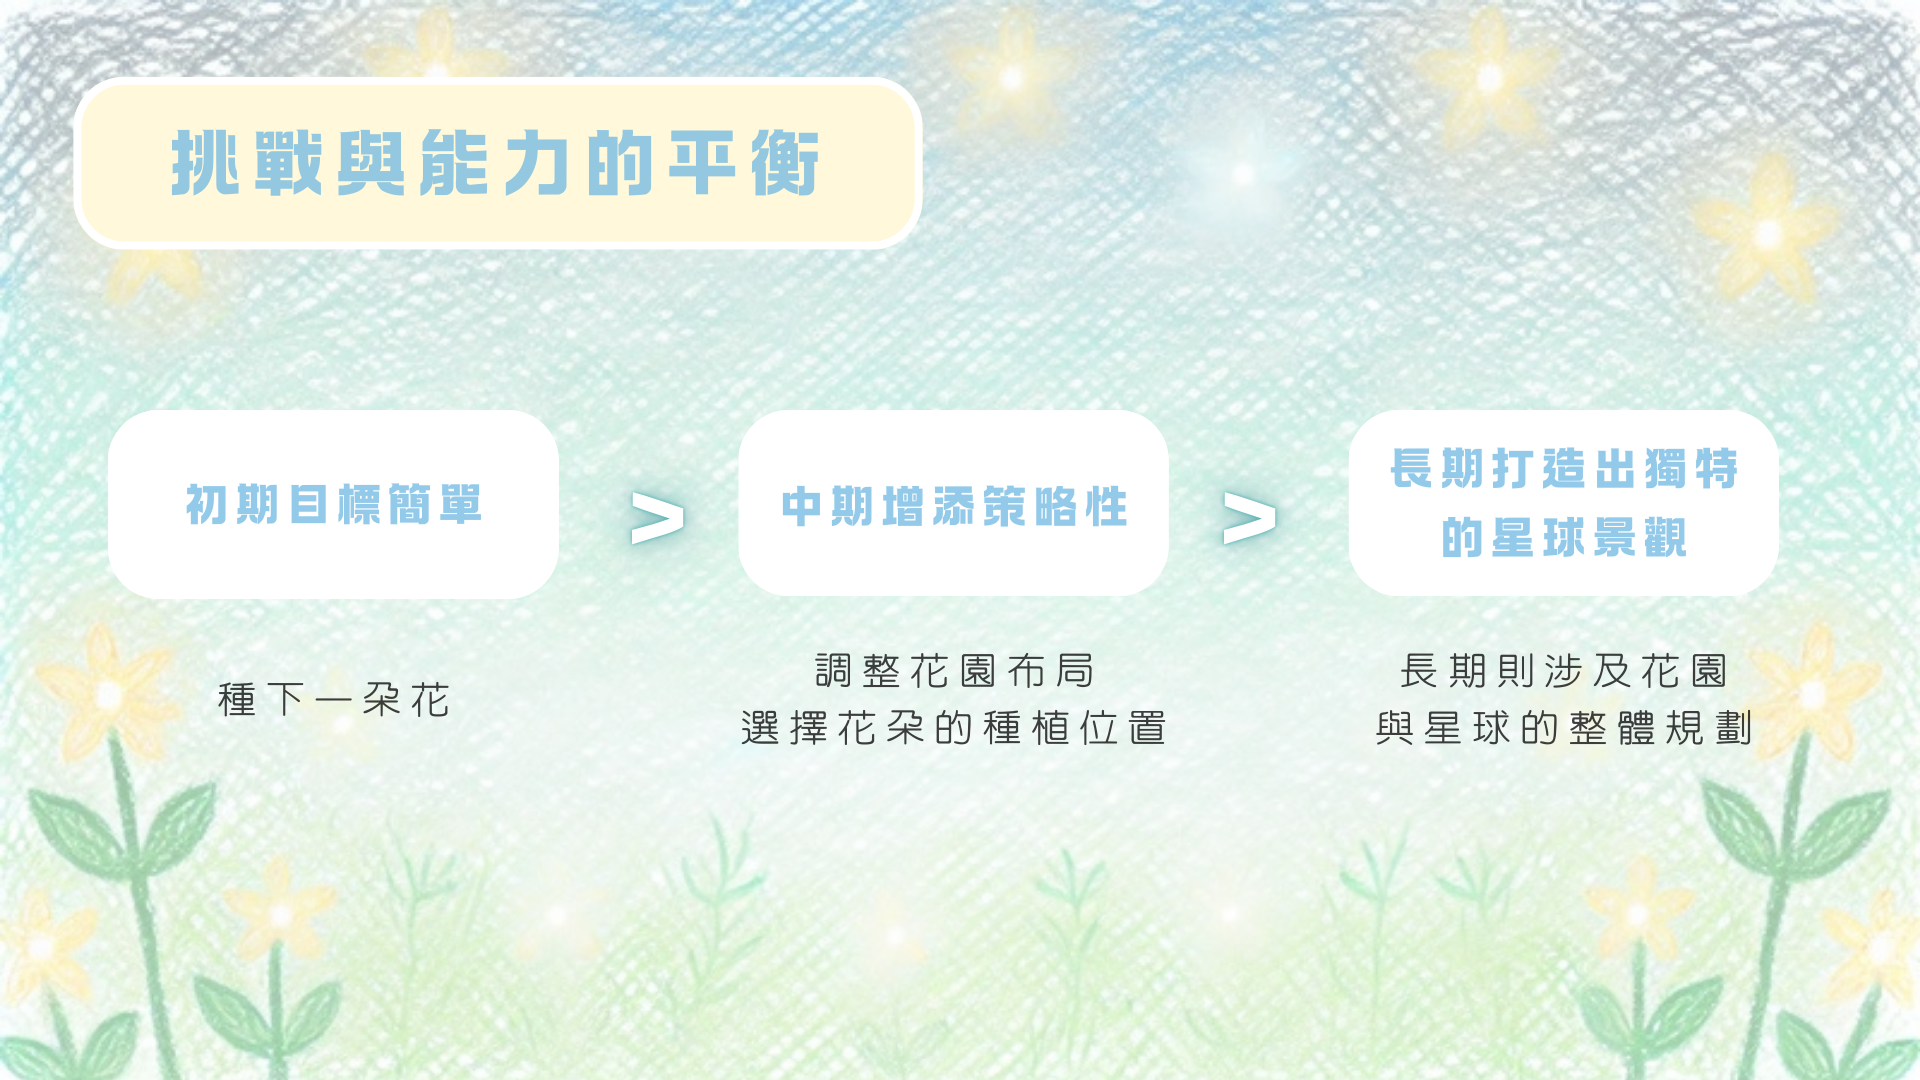 挑戰與能力的平衡
初期目標簡單
>
中期增添策略性
>
長期打造出獨特
的星球景觀
種下一朵花
調整花園布局
選擇花朵的種植位置
長期則涉及花園
與星球的整體規劃